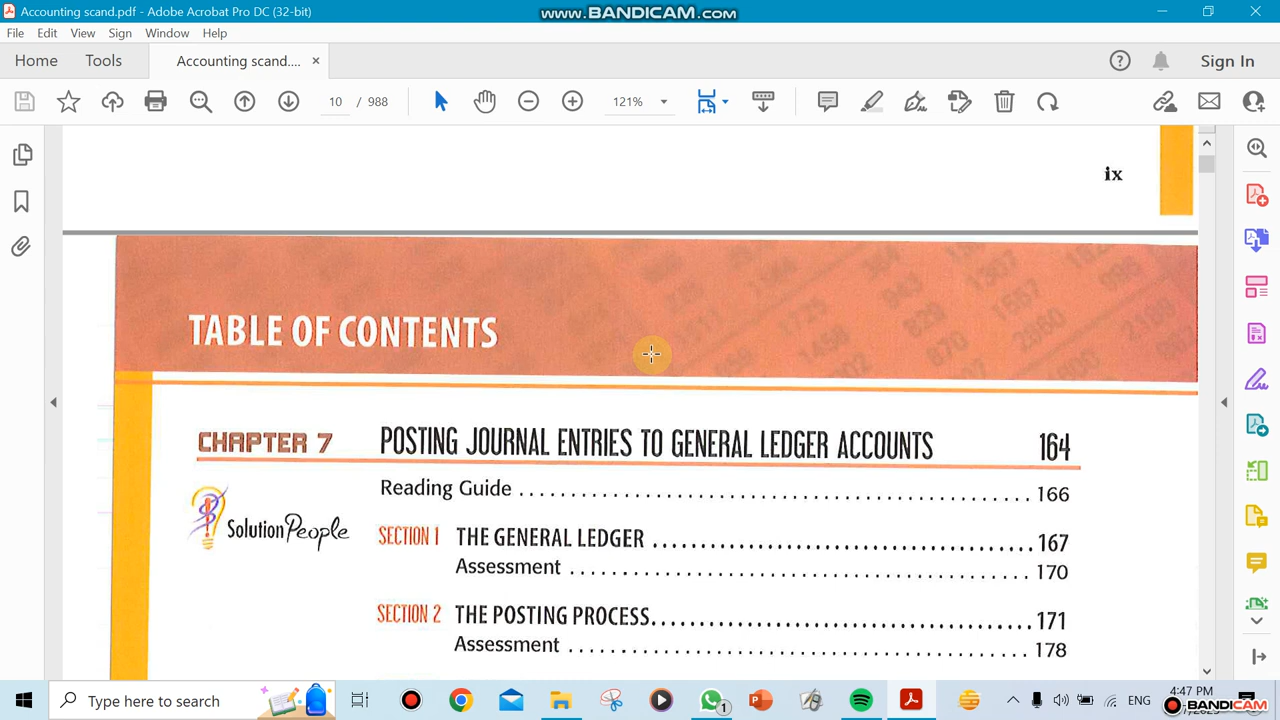 Accounting scand.pdf - Adobe Acrobat Pro DC (32-bit)
www.BANDICAM.com
File Edit View Sign Window Help
Home Tools Accounting scand.... × Sign In
10 / 988 121%
ix
TABLE OF CONTENTS
CHAPTER 7 POSTING JOURNAL ENTRIES TO GENERAL LEDGER ACCOUNTS 164
Reading Guide 166
Solution People
SECTION 1 THE GENERAL LEDGER 167
Assessment 170
SECTION 2 THE POSTING PROCESS 171
Assessment 178
Type here to search
1
ENG
4:47 PM
BANDICAM